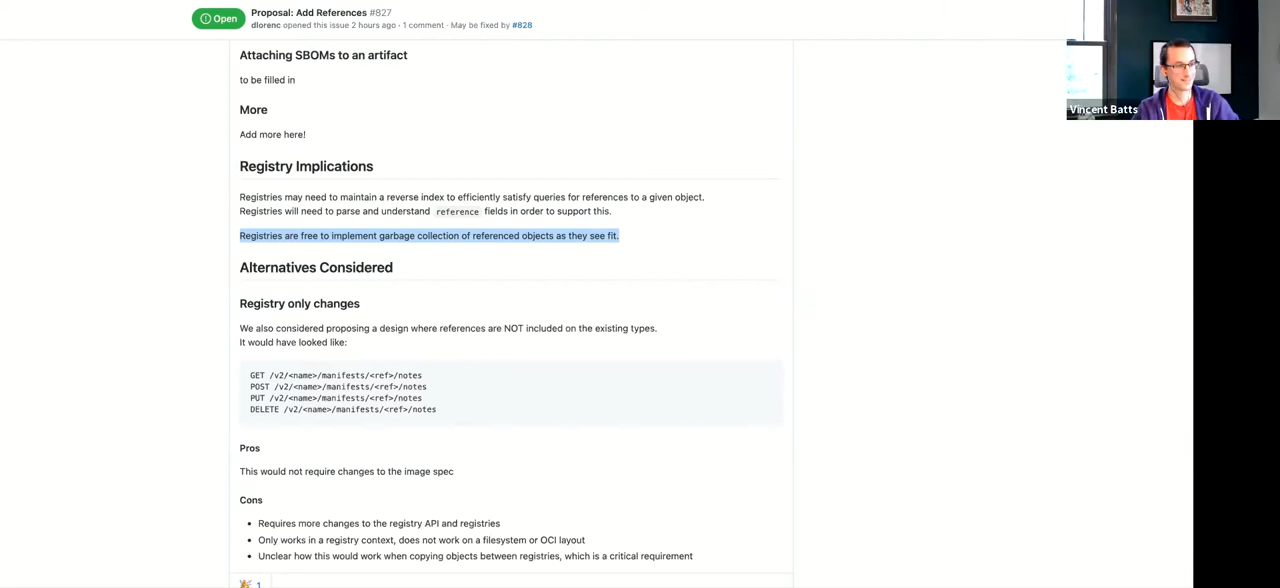 Open
Proposal: Add References #827
dlorenc opened this issue 2 hours ago · 1 comment · May be fixed by #828
Attaching SBOMs to an artifact
to be filled in
More
Add more here!
Registry Implications
Registries may need to maintain a reverse index to efficiently satisfy queries for references to a given object.
Registries will need to parse and understand reference fields in order to support this.
Registries are free to implement garbage collection of referenced objects as they see fit.
Alternatives Considered
Registry only changes
We also considered proposing a design where references are NOT included on the existing types.
It would have looked like:
GET /v2/<name>/manifests/<ref>/notes
POST /v2/<name>/manifests/<ref>/notes
PUT /v2/<name>/manifests/<ref>/notes
DELETE /v2/<name>/manifests/<ref>/notes
Pros
This would not require changes to the image spec
Cons
• Requires more changes to the registry API and registries
• Only works in a registry context, does not work on a filesystem or OCI layout
• Unclear how this would work when copying objects between registries, which is a critical requirement
1
Vincent Batts